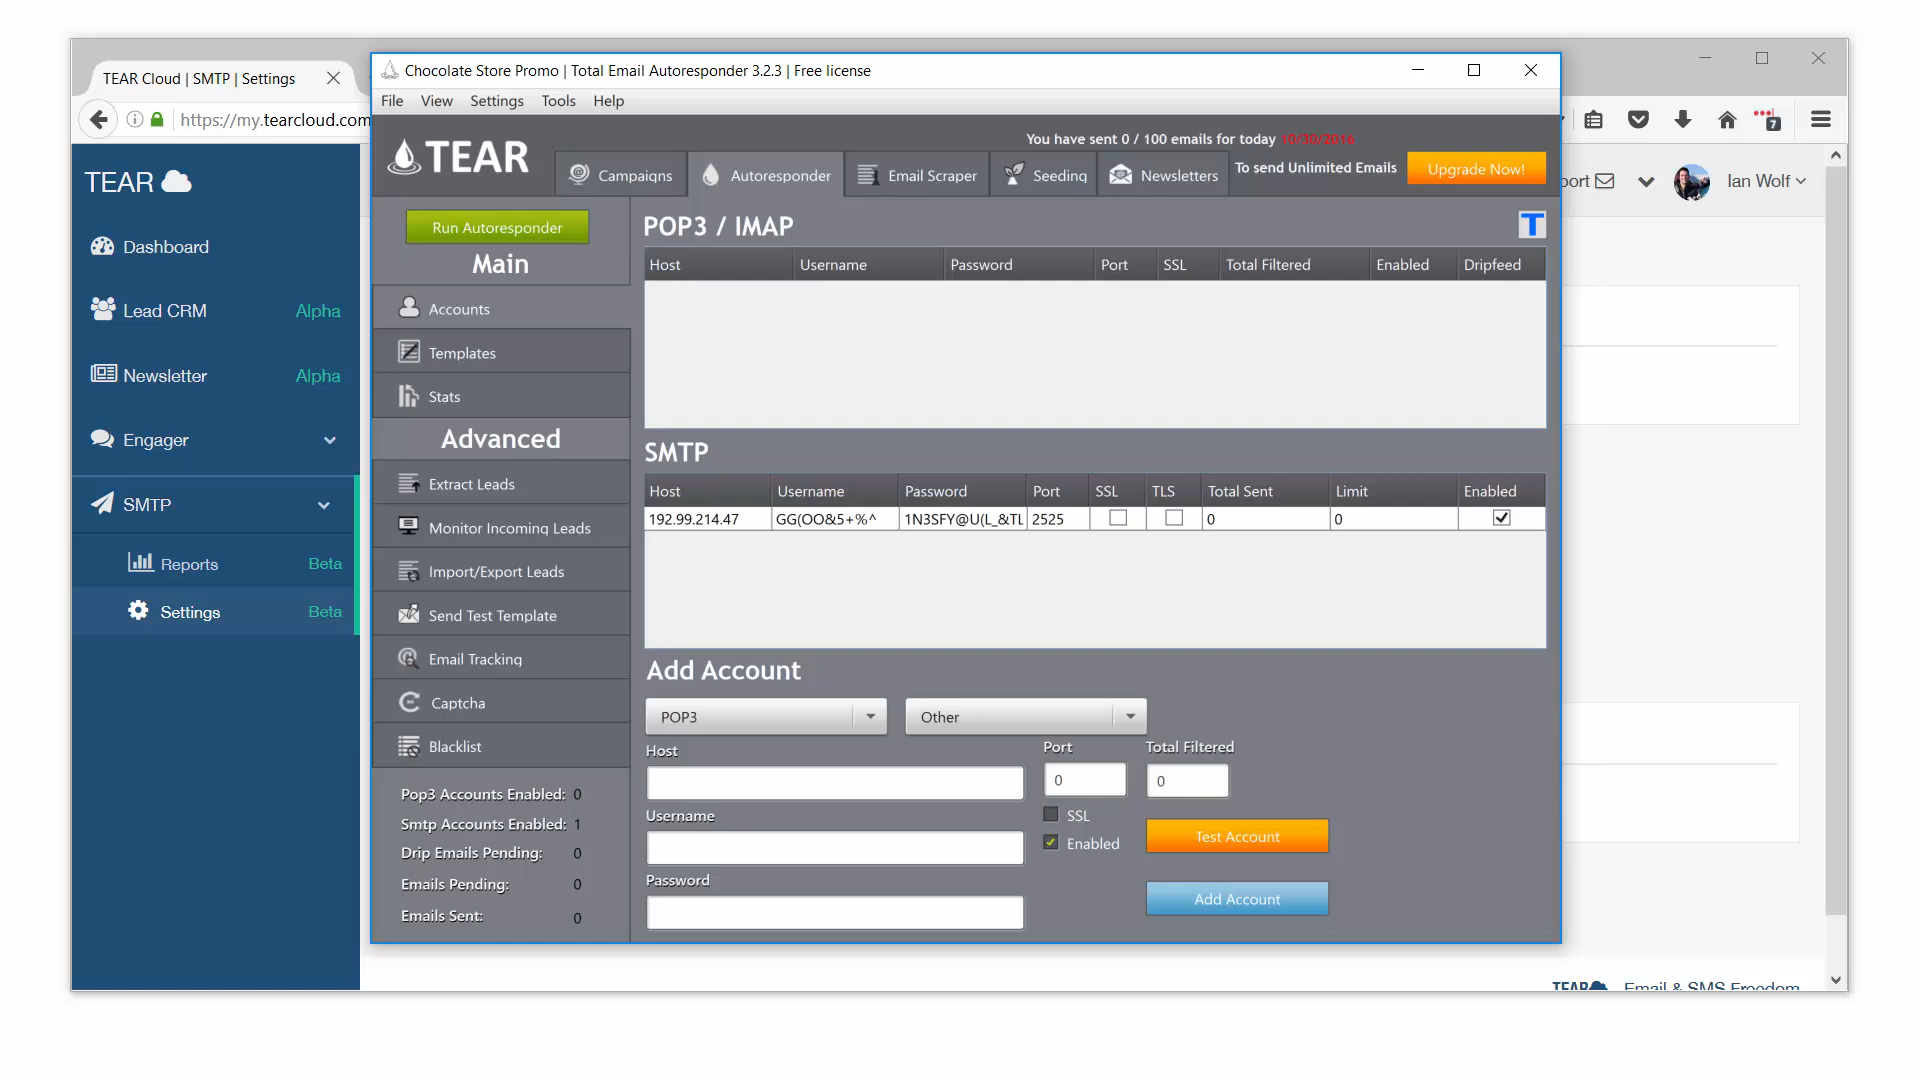 TEAR Cloud | SMTP | Settings
https://my.tearcloud.com
TEAR
Dashboard
Lead CRM Alpha
Newsletter Alpha
Engager
SMTP
Reports Beta
Settings Beta
Chocolate Store Promo | Total Email Autoresponder 3.2.3 | Free license
File View Settings Tools Help
TEAR
Campaigns
Autoresponder
Email Scraper
Seeding
Newsletters
You have sent 0 / 100 emails for today 10/30/2016
To send Unlimited Emails
Upgrade Now!
7
port
Ian Wolf
Run Autoresponder
Main
Accounts
Templates
Stats
Advanced
Extract Leads
Monitor Incoming Leads
Import/Export Leads
Send Test Template
Email Tracking
Captcha
Blacklist
Pop3 Accounts Enabled: 0
Smtp Accounts Enabled: 1
Drip Emails Pending: 0
Emails Pending: 0
Emails Sent: 0
POP3 / IMAP
T
Host Username Password Port SSL Total Filtered Enabled Dripfeed
SMTP
Host Username Password Port SSL TLS Total Sent Limit Enabled
192.99.214.47 GG(OO&5+%^ 1N3SFY@U(L_&TL 2525 0 0
Add Account
POP3
Other
Host
Port
Total Filtered
0
0
SSL
Username
Enabled
Test Account
Password
Add Account
TEAR Email & SMS Freedom